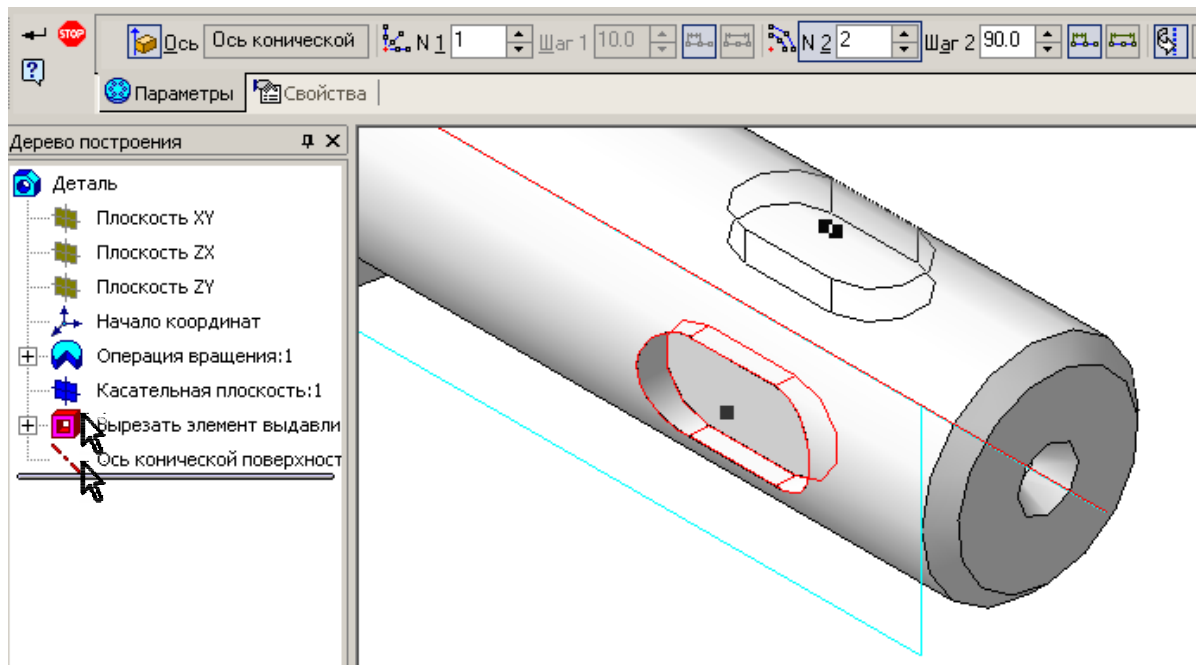 STOP Ось Ось конической N 1 1 Шаг 1 10.0 N 2 2 Шаг 2 90.0
?
Параметры Свойства
Дерево построения
Деталь
Плоскость XY
Плоскость ZX
Плоскость ZY
Начало координат
Операция вращения:1
Касательная плоскость:1
Вырезать элемент выдавли
Ось конической поверхност